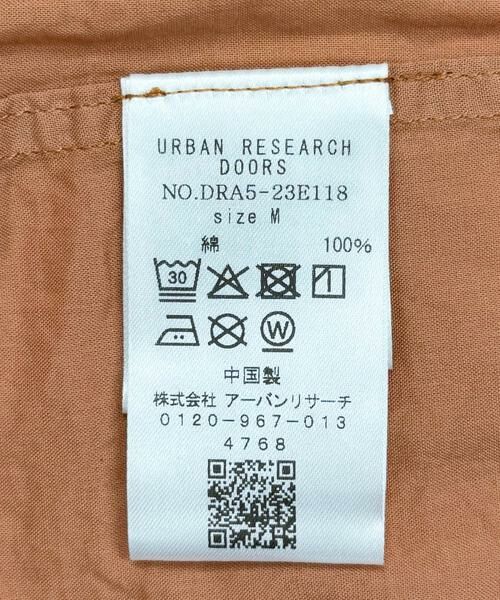 URBAN RESEARCH
DOORS
NO.DRA5-23E118
size M
綿 100%
30
W
中国製
株式会社 アーバンリサーチ
0120-967-013
4768